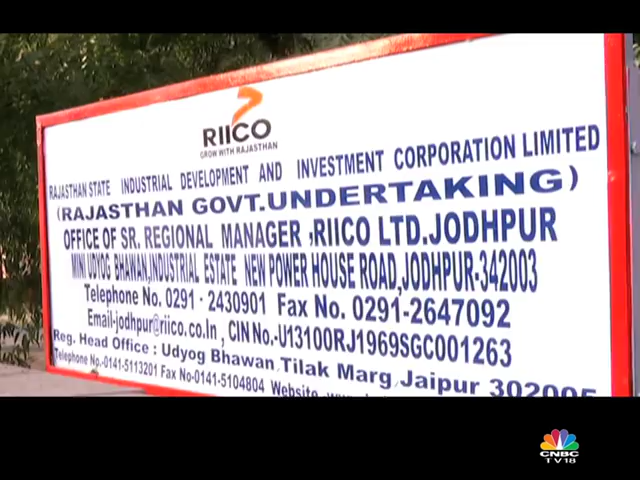 RIICO
GROW WITH RAJASTHAN
RAJASTHAN STATE INDUSTRIAL DEVELOPMENT AND INVESTMENT CORPORATION LIMITED
(RAJASTHAN GOVT.UNDERTAKING)
OFFICE OF SR. REGIONAL MANAGER ,RIICO LTD.JODHPUR
MINI UDYOG BHAWAN,INDUSTRIAL ESTATE NEW POWER HOUSE ROAD,JODHPUR-342003
Telephone No. 0291 - 2430901 Fax No. 0291-2647092
Email-jodhpur@riico.co.in , CIN No.-U13100RJ1969SGC001263
Reg. Head Office : Udyog Bhawan,Tilak Marg,Jaipur 302005
Telephone No.-0141-5113201 Fax No-0141-5104804 Website
CNBC
TV18